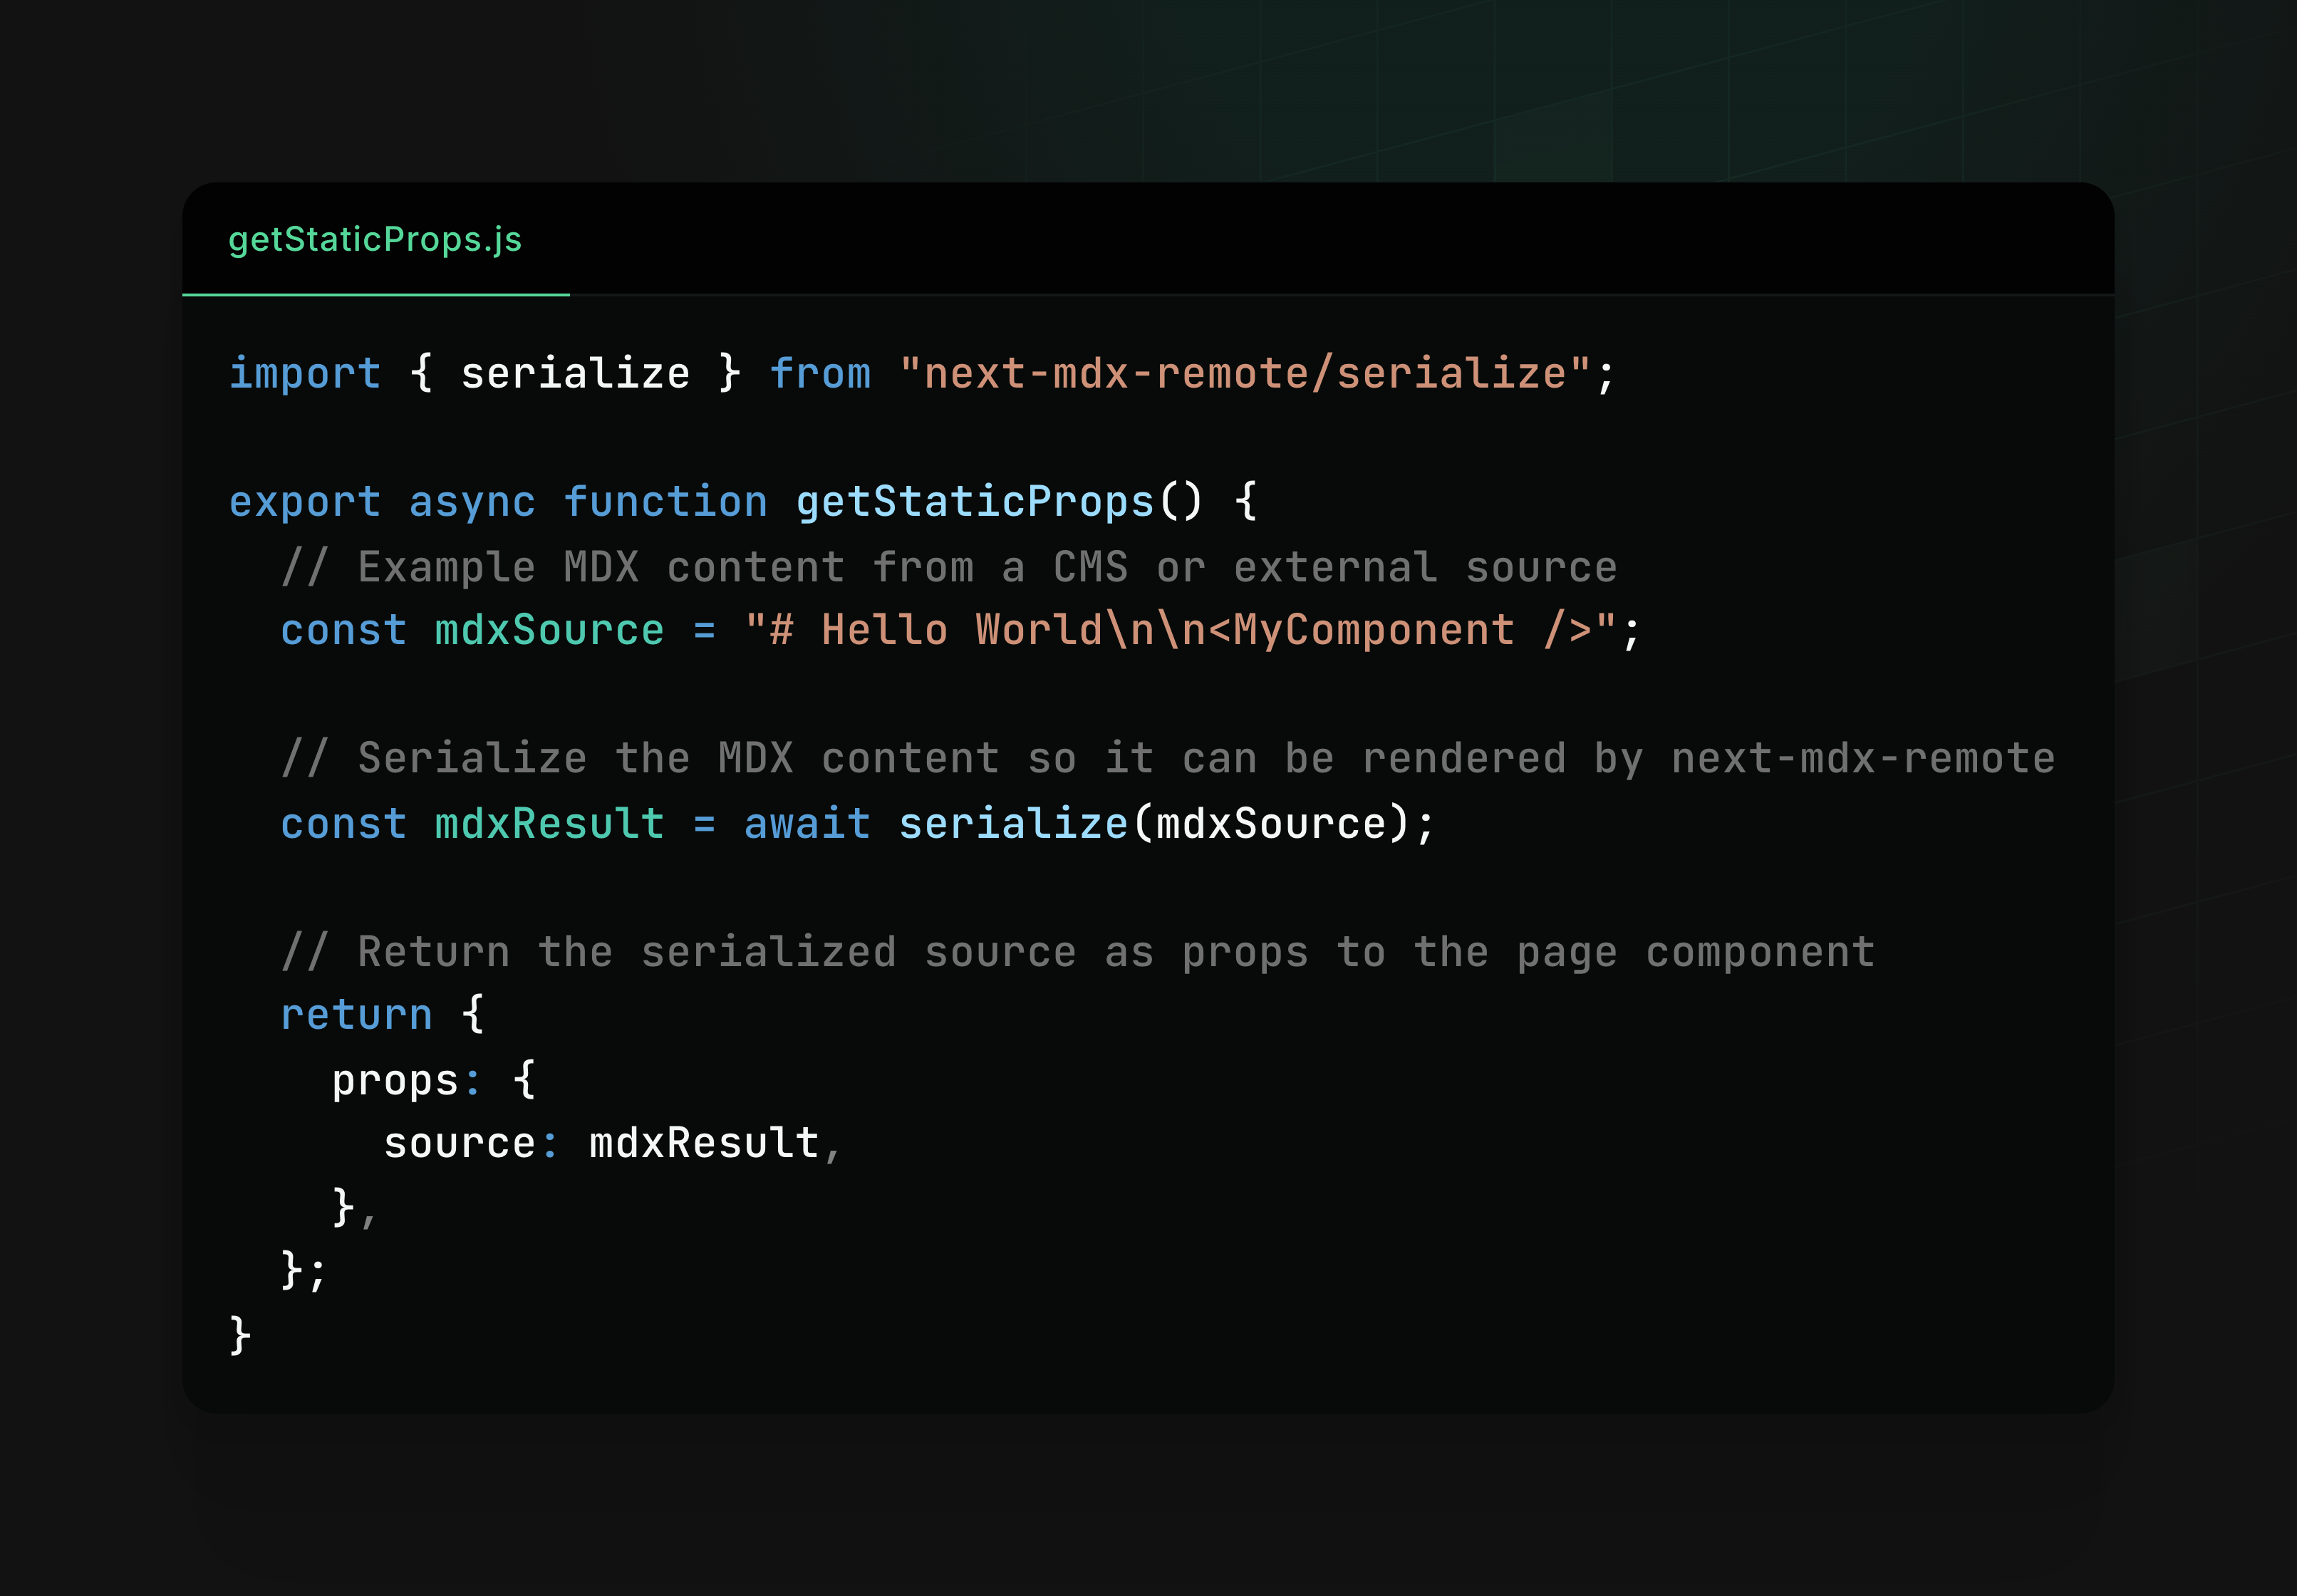 getStaticProps.js
import { serialize } from "next-mdx-remote/serialize";
export async function getStaticProps() {
  // Example MDX content from a CMS or external source
  const mdxSource = "# Hello World\n\n<MyComponent />";
  // Serialize the MDX content so it can be rendered by next-mdx-remote
  const mdxResult = await serialize(mdxSource);
  // Return the serialized source as props to the page component
  return {
    props: {
      source: mdxResult,
    },
  };
}